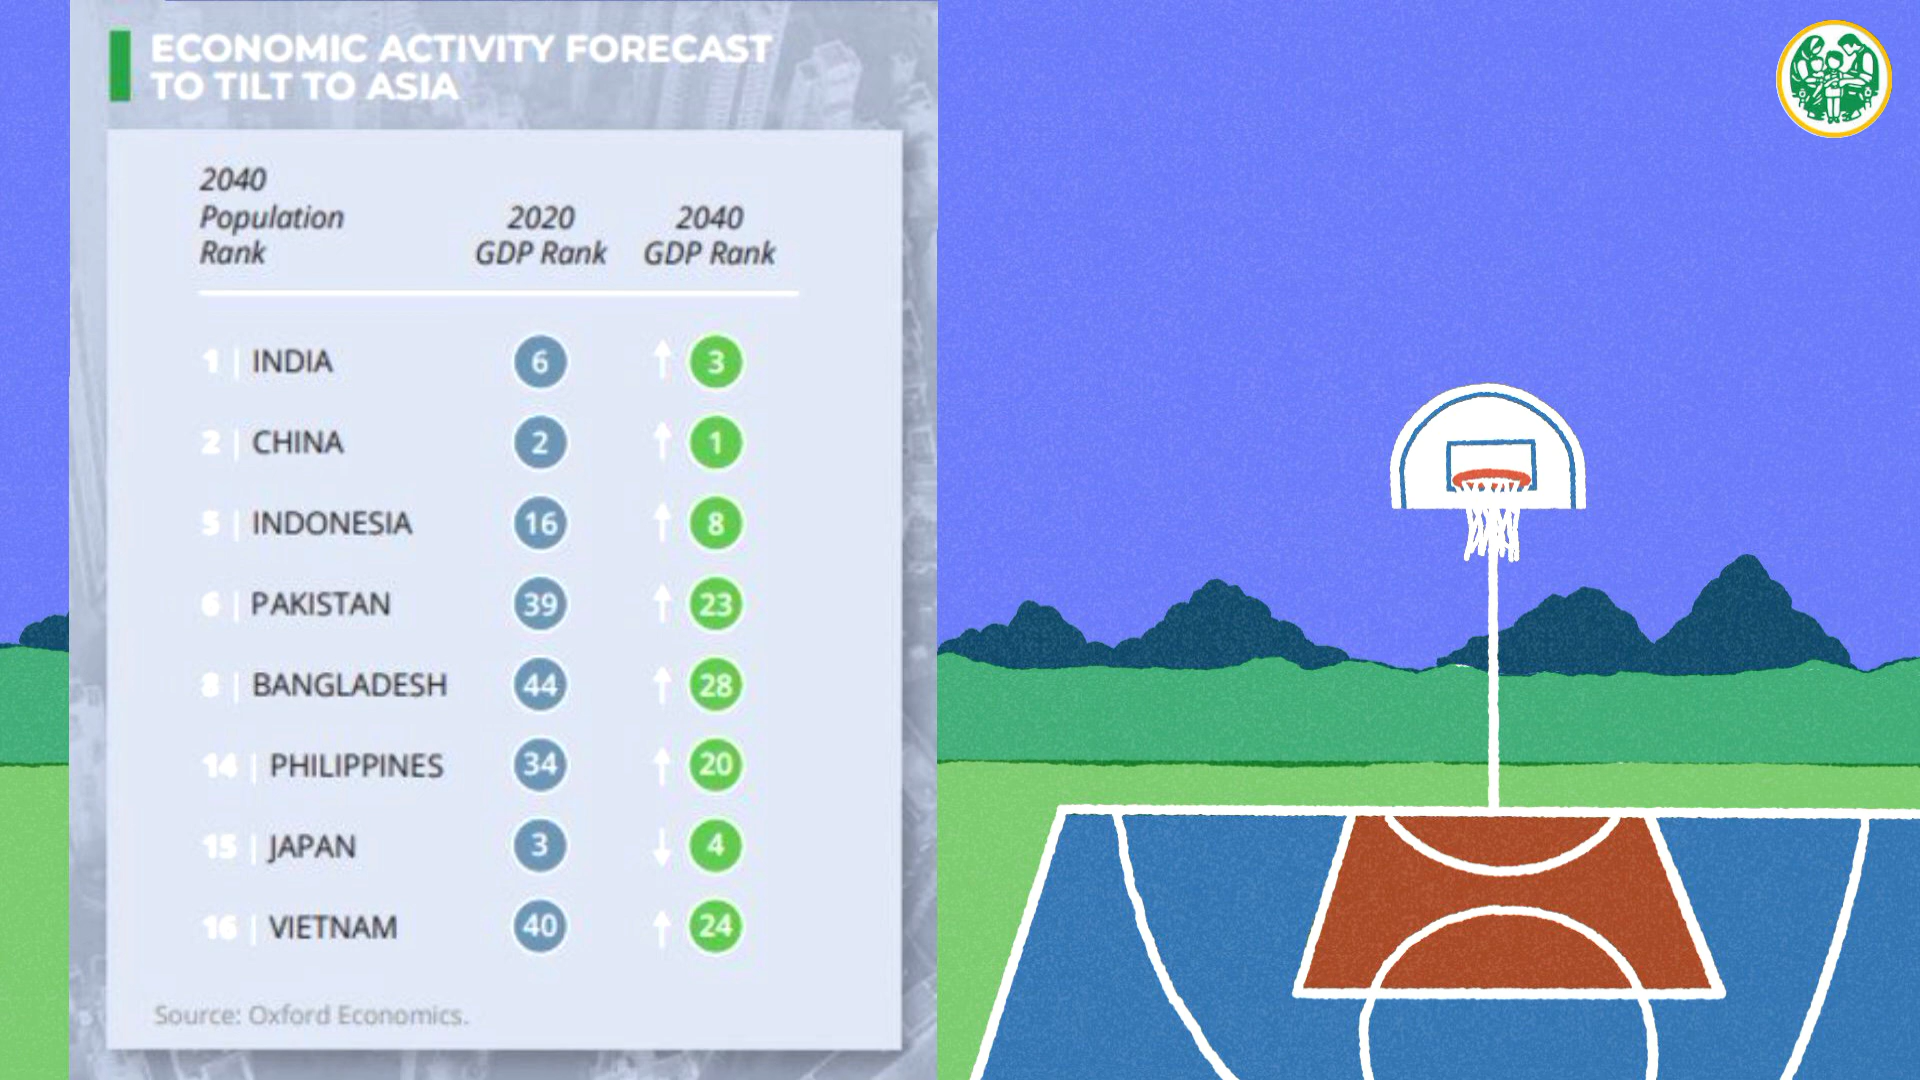 ECONOMIC ACTIVITY FORECAST
TO TILT TO ASIA
2040
Population
Rank
2020
GDP Rank
2040
GDP Rank
1 | INDIA 6 ↑ 3
2 | CHINA 2 ↑ 1
5 | INDONESIA 16 ↑ 8
6 | PAKISTAN 39 ↑ 23
8 | BANGLADESH 44 ↑ 28
14 | PHILIPPINES 34 ↑ 20
15 | JAPAN 3 ↓ 4
16 | VIETNAM 40 ↑ 24
Source: Oxford Economics.